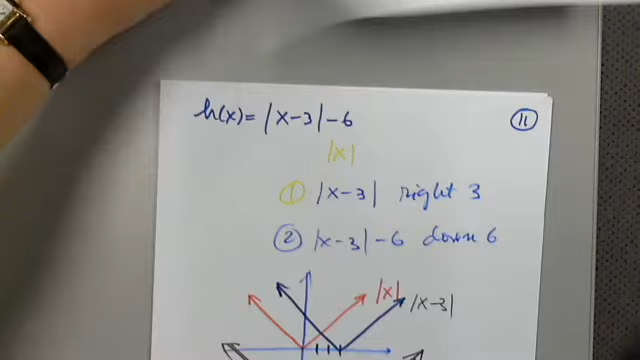 h(x)= |x-3|-6
11
|x|
1 |x-3| right 3
2 |x-3|-6 down 6
|x|
|x-3|